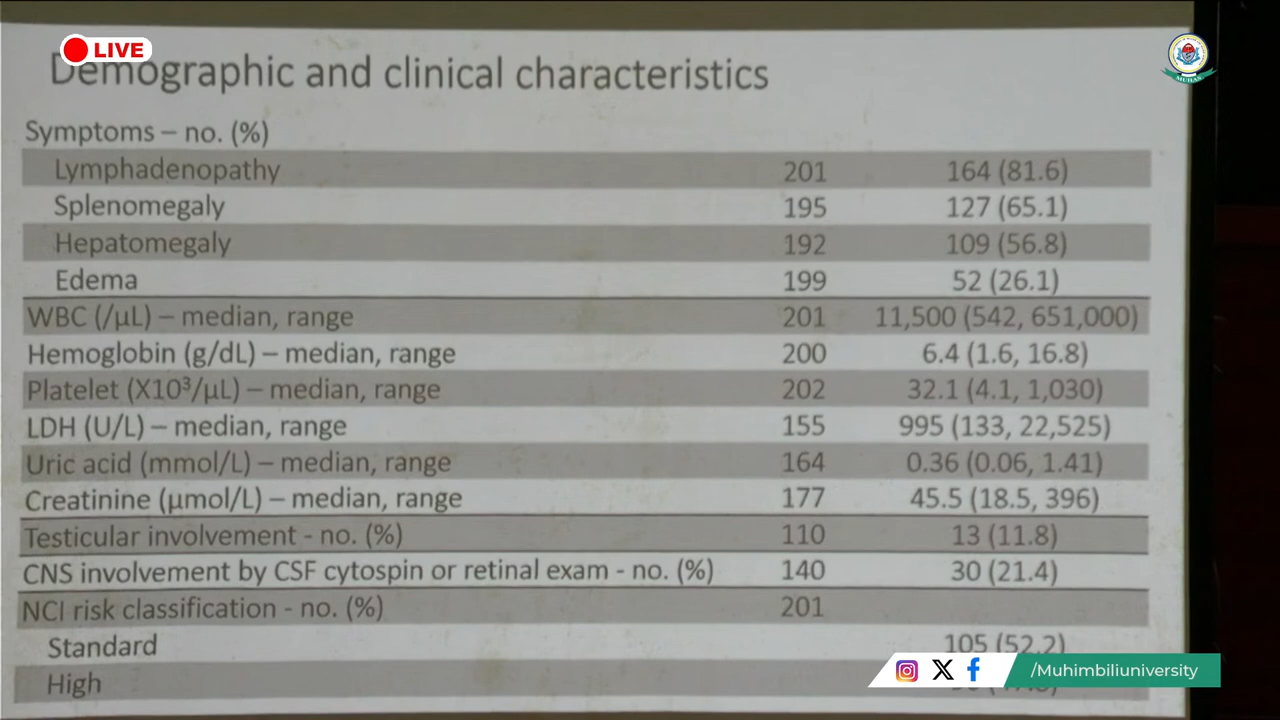 LIVE
Demographic and clinical characteristics
MUHAS
Symptoms – no. (%)
Lymphadenopathy 201 164 (81.6)
Splenomegaly 195 127 (65.1)
Hepatomegaly 192 109 (56.8)
Edema 199 52 (26.1)
WBC (/µL) – median, range 201 11,500 (542, 651,000)
Hemoglobin (g/dL) – median, range 200 6.4 (1.6, 16.8)
Platelet (X10³/µL) – median, range 202 32.1 (4.1, 1,030)
LDH (U/L) – median, range 155 995 (133, 22,525)
Uric acid (mmol/L) – median, range 164 0.36 (0.06, 1.41)
Creatinine (µmol/L) – median, range 177 45.5 (18.5, 396)
Testicular involvement - no. (%) 110 13 (11.8)
CNS involvement by CSF cytospin or retinal exam - no. (%) 140 30 (21.4)
NCI risk classification - no. (%) 201
Standard 105 (52.2)
High
/Muhimbiliuniversity